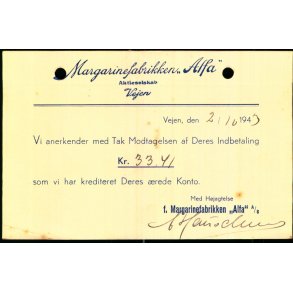 „Margarinefabrikken „Alfa“
Aktieselskab
Vejen
Vejen, den 2/10 1943
Vi anerkender med Tak Modtagelsen af Deres Indbetaling
Kr. 33.41
som vi har krediteret Deres ærede Konto.
Med Højagtelse
f. Margarinefabrikken „Alfa“ A/S